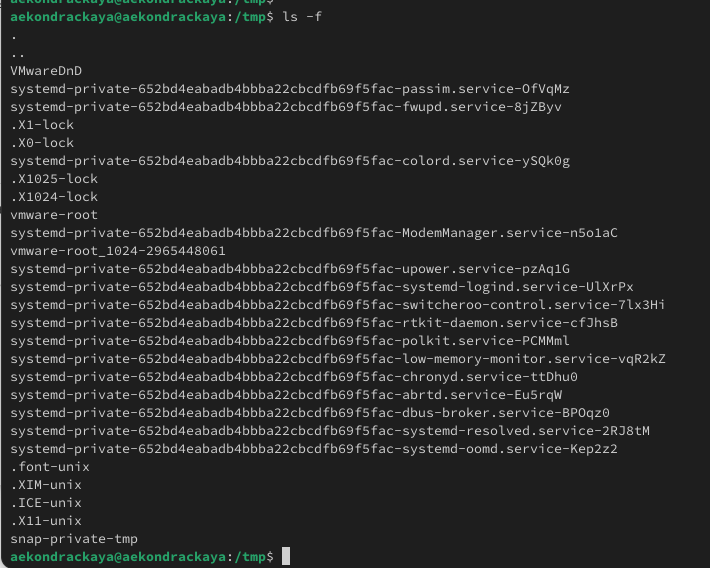 aekondrackaya@aekondrackaya:/tmp$
aekondrackaya@aekondrackaya:/tmp$ ls -f
.
..
VMwareDnD
systemd-private-652bd4eabadb4bbba22cbcdfb69f5fac-passim.service-OfVqMz
systemd-private-652bd4eabadb4bbba22cbcdfb69f5fac-fwupd.service-8jZByv
.X1-lock
.X0-lock
systemd-private-652bd4eabadb4bbba22cbcdfb69f5fac-colord.service-ySQk0g
.X1025-lock
.X1024-lock
vmware-root
systemd-private-652bd4eabadb4bbba22cbcdfb69f5fac-ModemManager.service-n5o1aC
vmware-root_1024-2965448061
systemd-private-652bd4eabadb4bbba22cbcdfb69f5fac-upower.service-pzAq1G
systemd-private-652bd4eabadb4bbba22cbcdfb69f5fac-systemd-logind.service-UlXrPx
systemd-private-652bd4eabadb4bbba22cbcdfb69f5fac-switcheroo-control.service-7lx3Hi
systemd-private-652bd4eabadb4bbba22cbcdfb69f5fac-rtkit-daemon.service-cfJhsB
systemd-private-652bd4eabadb4bbba22cbcdfb69f5fac-polkit.service-PCMMml
systemd-private-652bd4eabadb4bbba22cbcdfb69f5fac-low-memory-monitor.service-vqR2kZ
systemd-private-652bd4eabadb4bbba22cbcdfb69f5fac-chronyd.service-ttDhu0
systemd-private-652bd4eabadb4bbba22cbcdfb69f5fac-abrtd.service-Eu5rqW
systemd-private-652bd4eabadb4bbba22cbcdfb69f5fac-dbus-broker.service-BPOqz0
systemd-private-652bd4eabadb4bbba22cbcdfb69f5fac-systemd-resolved.service-2RJ8tM
systemd-private-652bd4eabadb4bbba22cbcdfb69f5fac-systemd-oomd.service-Kep2z2
.font-unix
.XIM-unix
.ICE-unix
.X11-unix
snap-private-tmp
aekondrackaya@aekondrackaya:/tmp$